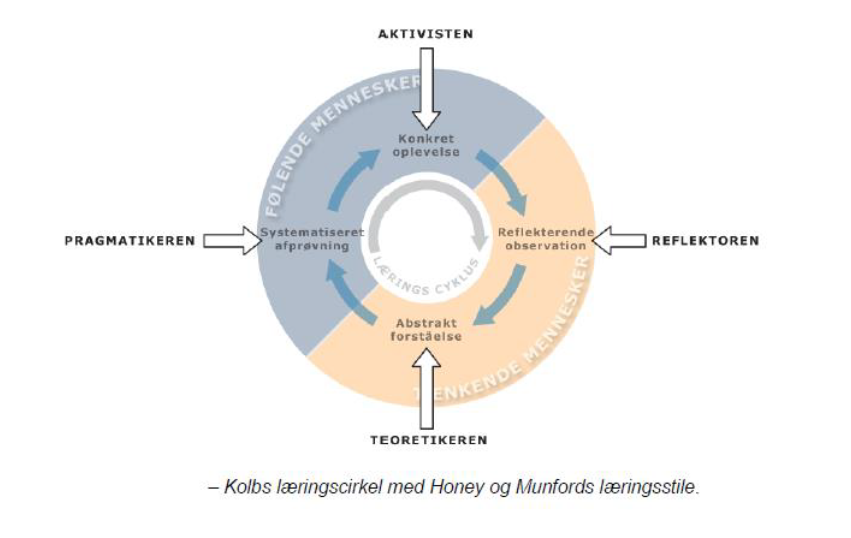 AKTIVISTEN
FØLENDE MENNESKER
Konkret
oplevelse
PRAGMATIKEREN
Systematiseret
afprøvning
Reflekterende
observation
REFLEKTOREN
LÆRINGS CYKLUS
Abstrakt
forståelse
TÆNKENDE MENNESKER
TEORETIKEREN
– Kolbs læringscirkel med Honey og Munfords læringsstile.